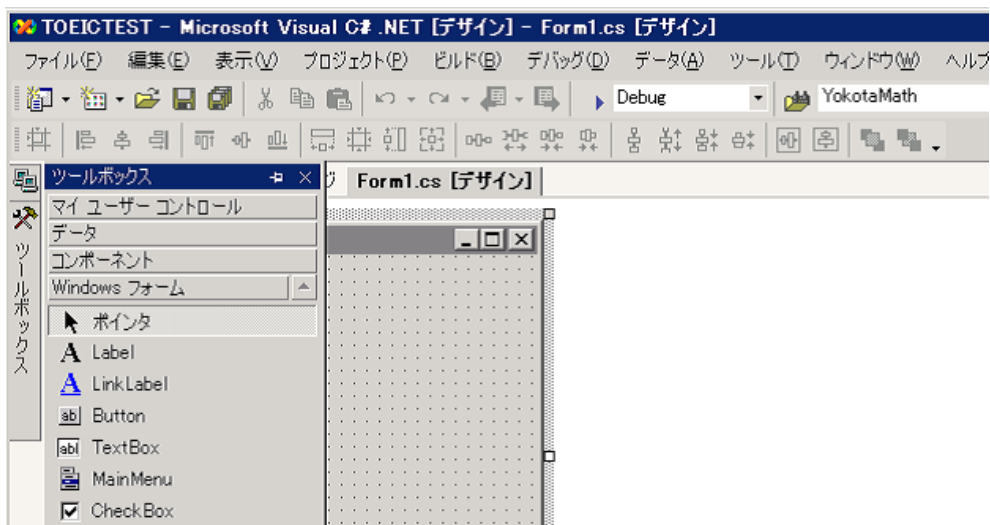 TOEICTEST - Microsoft Visual C# .NET [デザイン] - Form1.cs [デザイン]
ファイル(F) 編集(E) 表示(V) プロジェクト(P) ビルド(B) デバッグ(D) データ(A) ツール(T) ウィンドウ(W) ヘルプ
Debug YokotaMath
ツールボックス
Form1.cs [デザイン]
マイ ユーザー コントロール
データ
コンポーネント
Windows フォーム
ポインタ
A Label
A LinkLabel
ab Button
abl TextBox
MainMenu
CheckBox
ツールボックス